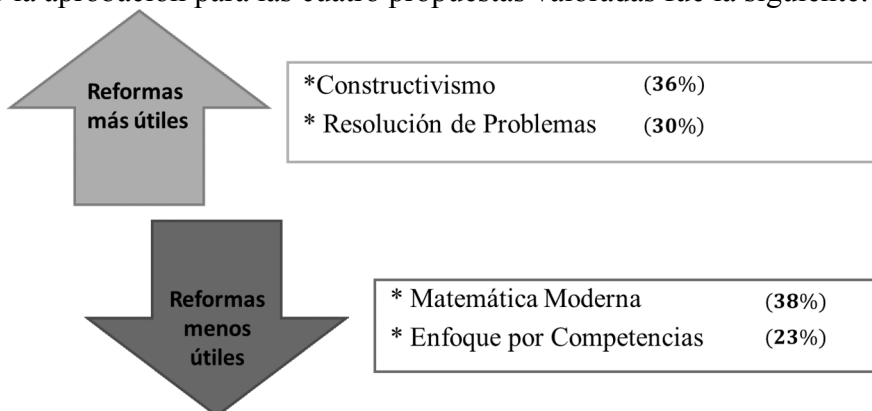 la aprobación para las cuatro propuestas valoradas fue la siguiente:
Reformas
más útiles
*Constructivismo (36%)
* Resolución de Problemas (30%)
Reformas
menos
útiles
* Matemática Moderna (38%)
* Enfoque por Competencias (23%)